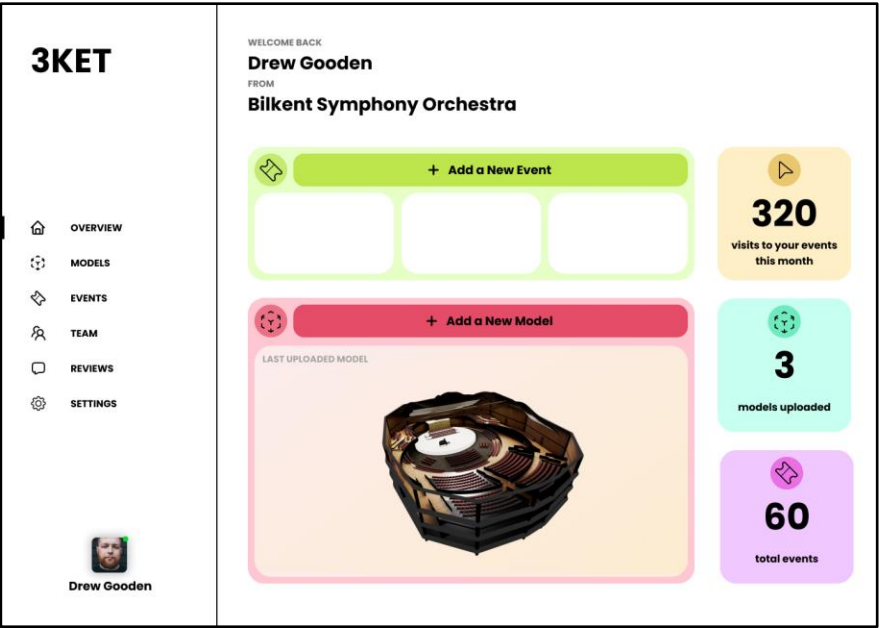 3KET
OVERVIEW
MODELS
EVENTS
TEAM
REVIEWS
SETTINGS
Drew Gooden
WELCOME BACK
Drew Gooden
FROM
Bilkent Symphony Orchestra
+ Add a New Event
+ Add a New Model
LAST UPLOADED MODEL
320
visits to your events
this month
3
models uploaded
60
total events